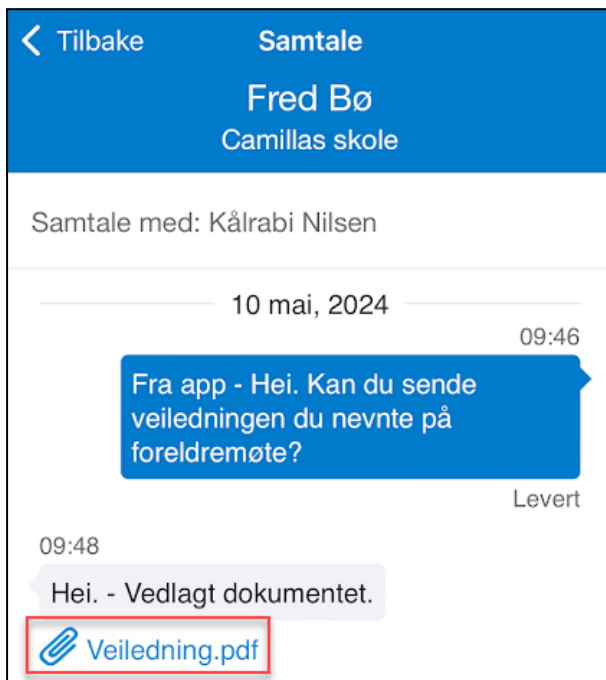 Tilbake
Samtale
Fred Bø
Camillas skole
Samtale med: Kålrabi Nilsen
10 mai, 2024
09:46
Fra app - Hei. Kan du sende
veiledningen du nevnte på
foreldremøte?
Levert
09:48
Hei. - Vedlagt dokumentet.
Veiledning.pdf